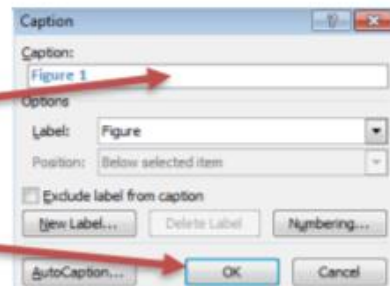 Caption
Caption:
Figure 1
Options
Label: Figure
Position: Below selected item
Exclude label from caption
New Label... Delete Label Numbering...
AutoCaption... OK Cancel